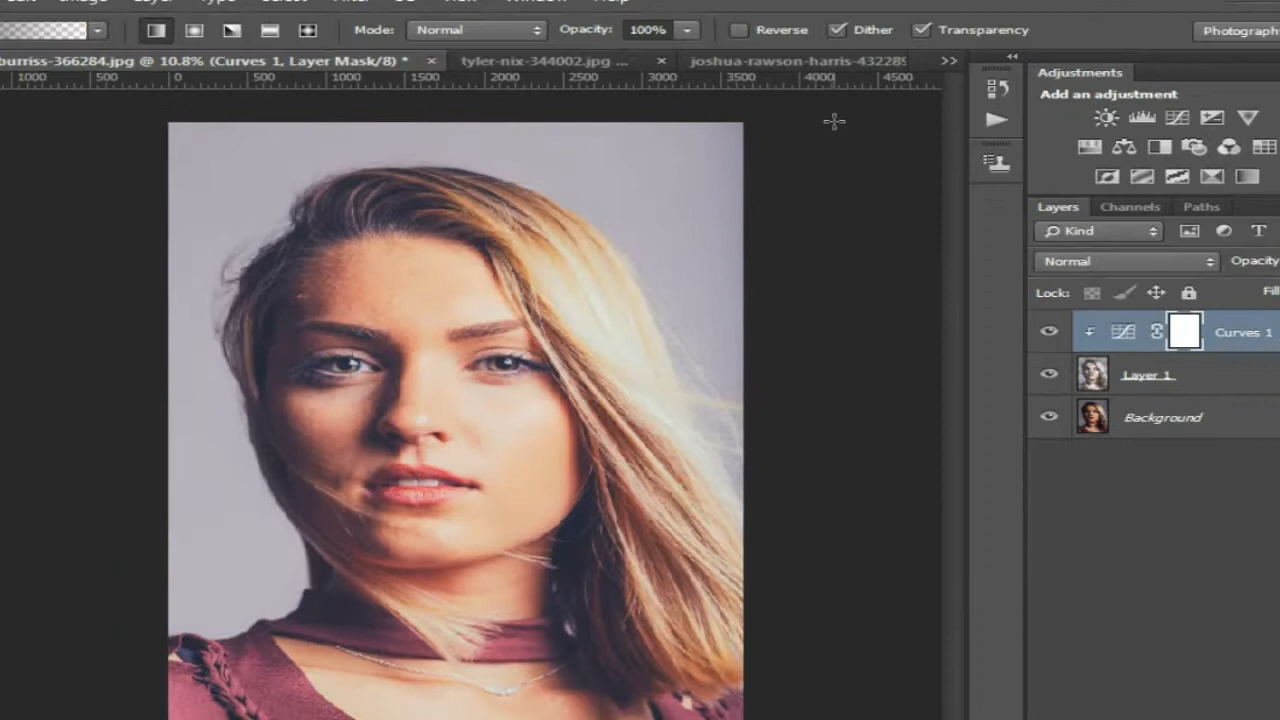 Mode: Normal Opacity: 100% Reverse Dither Transparency Photograph
burriss-366284.jpg @ 10.8% (Curves 1, Layer Mask/8) * × tyler-nix-344002.jpg ... × joshua-rawson-harris-43228 >>
1000 500 0 500 1000 1500 2000 2500 3000 3500 4000 4500
Adjustments
Add an adjustment
Layers Channels Paths
Kind T
Normal Opacity
Lock: Fil
Curves 1
Layer 1
Background